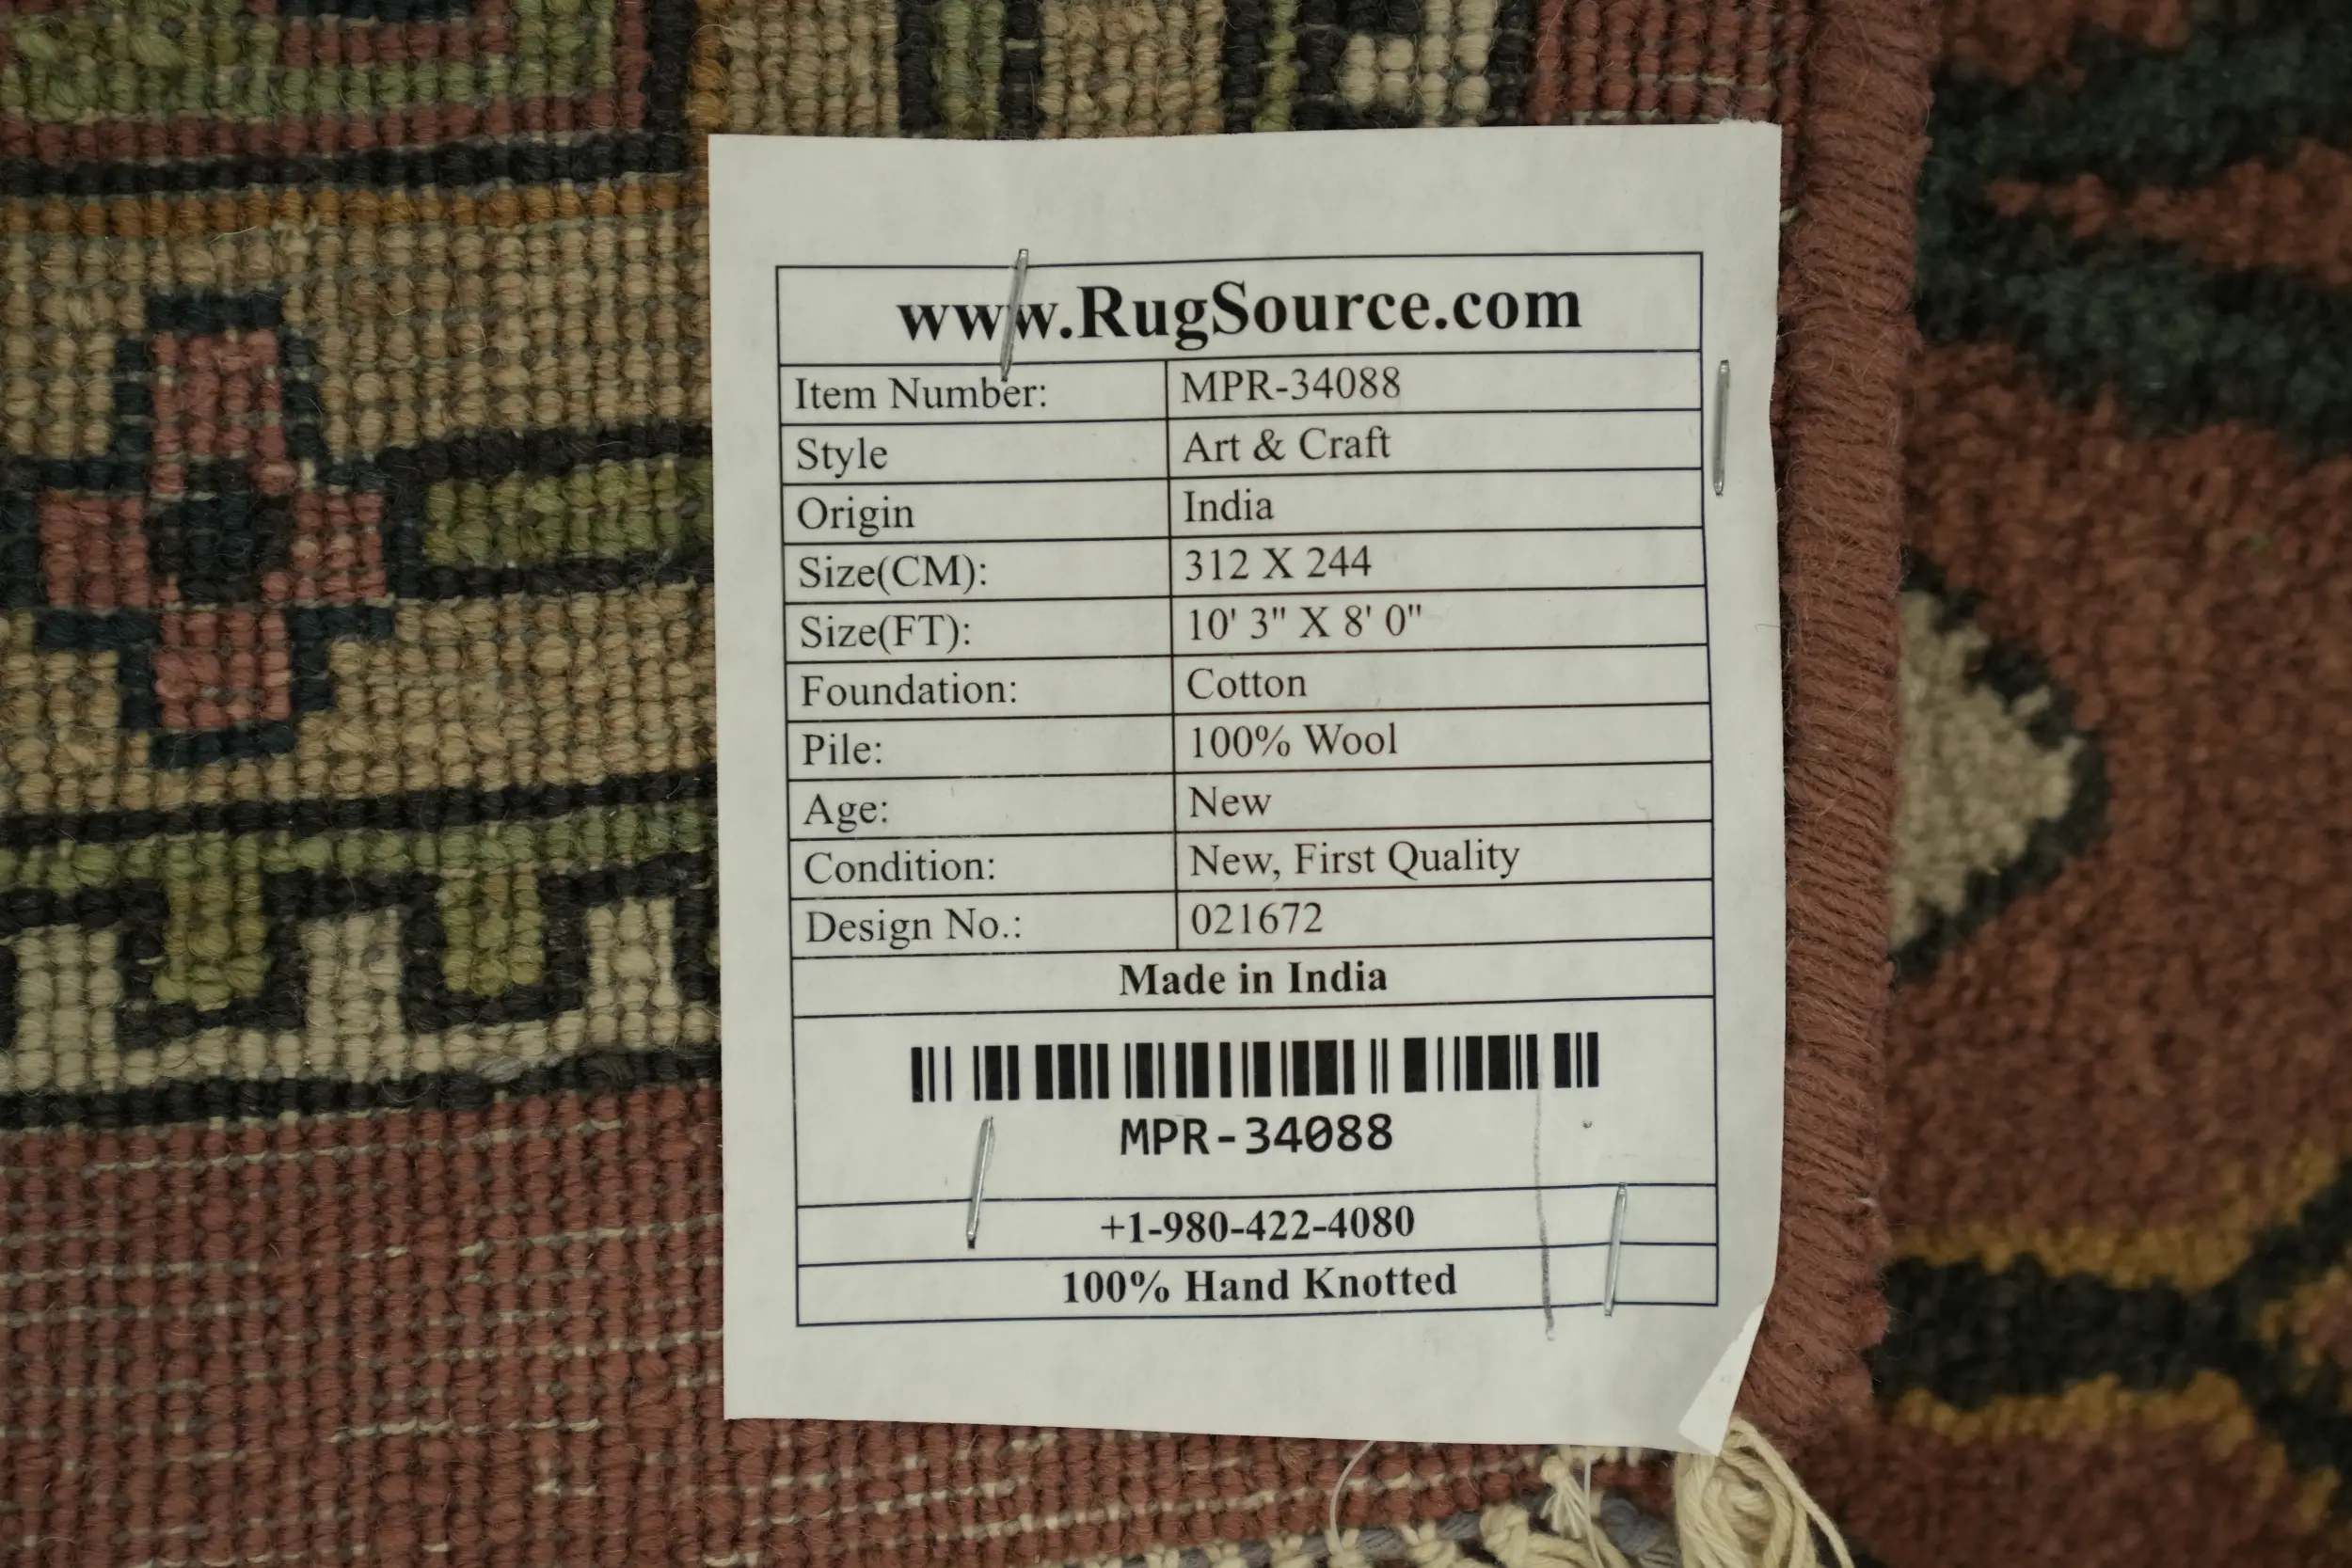 www.RugSource.com
Item Number: MPR-34088
Style Art & Craft
Origin India
Size(CM): 312 X 244
Size(FT): 10' 3" X 8' 0"
Foundation: Cotton
Pile: 100% Wool
Age: New
Condition: New, First Quality
Design No.: 021672
Made in India
MPR-34088
+1-980-422-4080
100% Hand Knotted